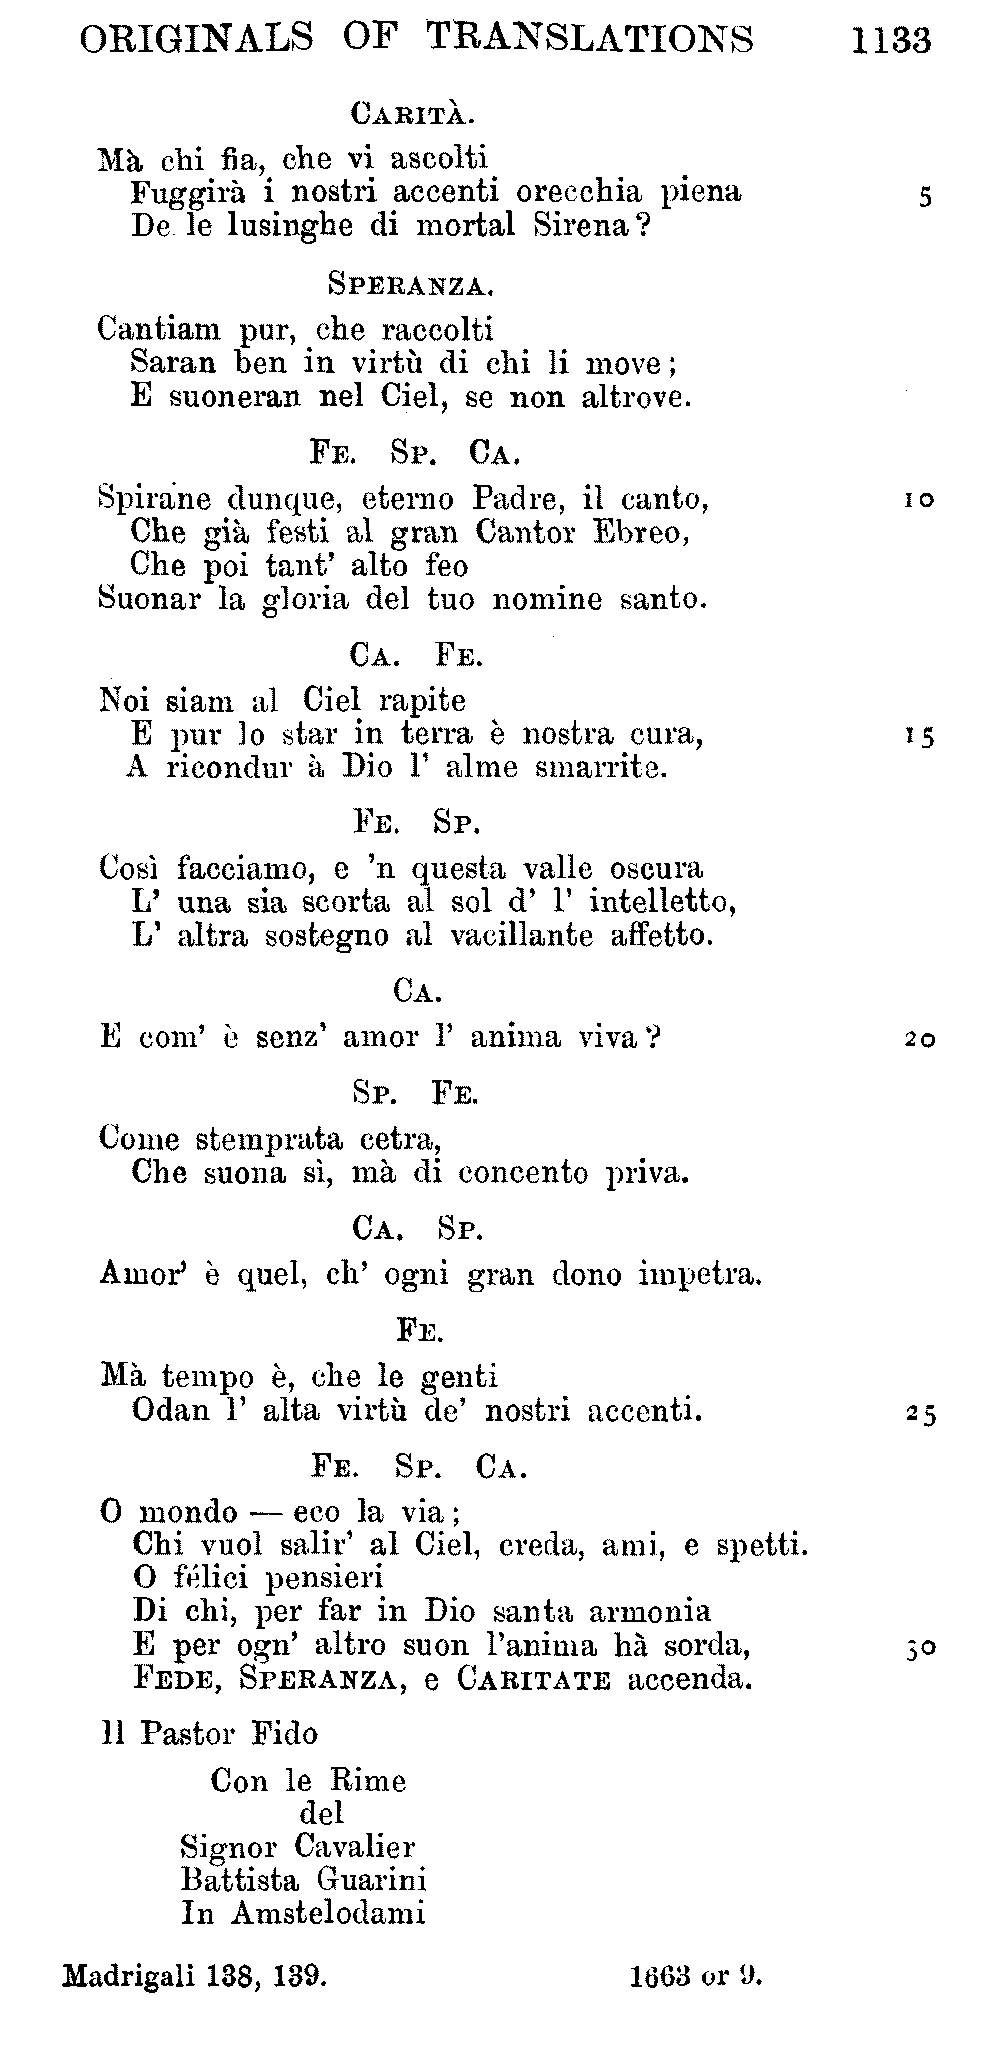 ORIGINALS OF TRANSLATIONS 1133
CARITÀ.
Mà chi fia, che vi ascolti
Fuggirà i nostri accenti orecchia piena 5
De le lusinghe di mortal Sirena?
SPERANZA.
Cantiam pur, che raccolti
Saran ben in virtù di chi li move;
E suoneran nel Ciel, se non altrove.
FE. SP. CA.
Spirane dunque, eterno Padre, il canto, 10
Che già festi al gran Cantor Ebreo,
Che poi tant' alto feo
Suonar la gloria del tuo nomine santo.
CA. FE.
Noi siam al Ciel rapite
E pur lo star in terra è nostra cura, 15
A ricondur à Dio l' alme smarrite.
FE. SP.
Così facciamo, e 'n questa valle oscura
L' una sia scorta al sol d' l' intelletto,
L' altra sostegno al vacillante affetto.
CA.
E com' è senz' amor l' anima viva? 20
SP. FE.
Come stemprata cetra,
Che suona sì, mà di concento priva.
CA. SP.
Amor' è quel, ch' ogni gran dono impetra.
FE.
Mà tempo è, che le genti
Odan l' alta virtù de' nostri accenti. 25
FE. SP. CA.
O mondo — eco la via;
Chi vuol salir' al Ciel, creda, ami, e spetti.
O félici pensieri
Di chi, per far in Dio santa armonia
E per ogn' altro suon l'anima hà sorda, 30
FEDE, SPERANZA, e CARITATE accenda.
Il Pastor Fido
Con le Rime
del
Signor Cavalier
Battista Guarini
In Amstelodami
Madrigali 138, 139. 1663 or 9.